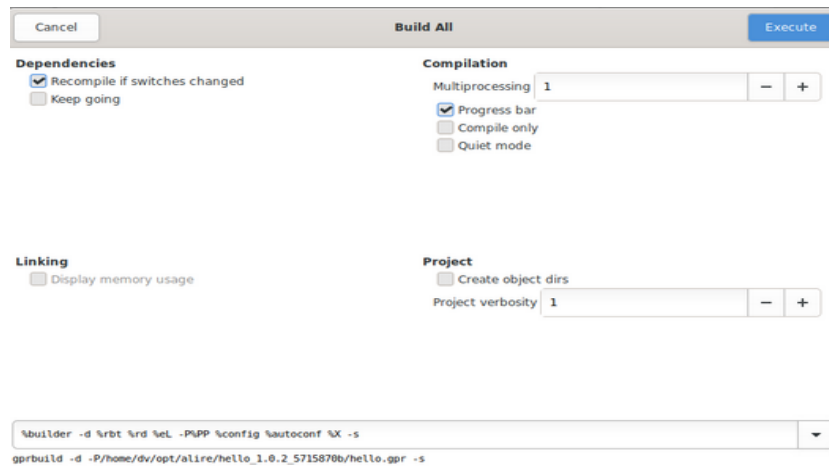 Cancel
Build All
Execute
Dependencies
Recompile if switches changed
Keep going
Compilation
Multiprocessing 1 − +
Progress bar
Compile only
Quiet mode
Linking
Display memory usage
Project
Create object dirs
Project verbosity 1 − +
%builder -d %rbt %rd %eL -P%PP %config %autoconf %X -s
gprbuild -d -P/home/dv/opt/alire/hello_1.0.2_5715870b/hello.gpr -s